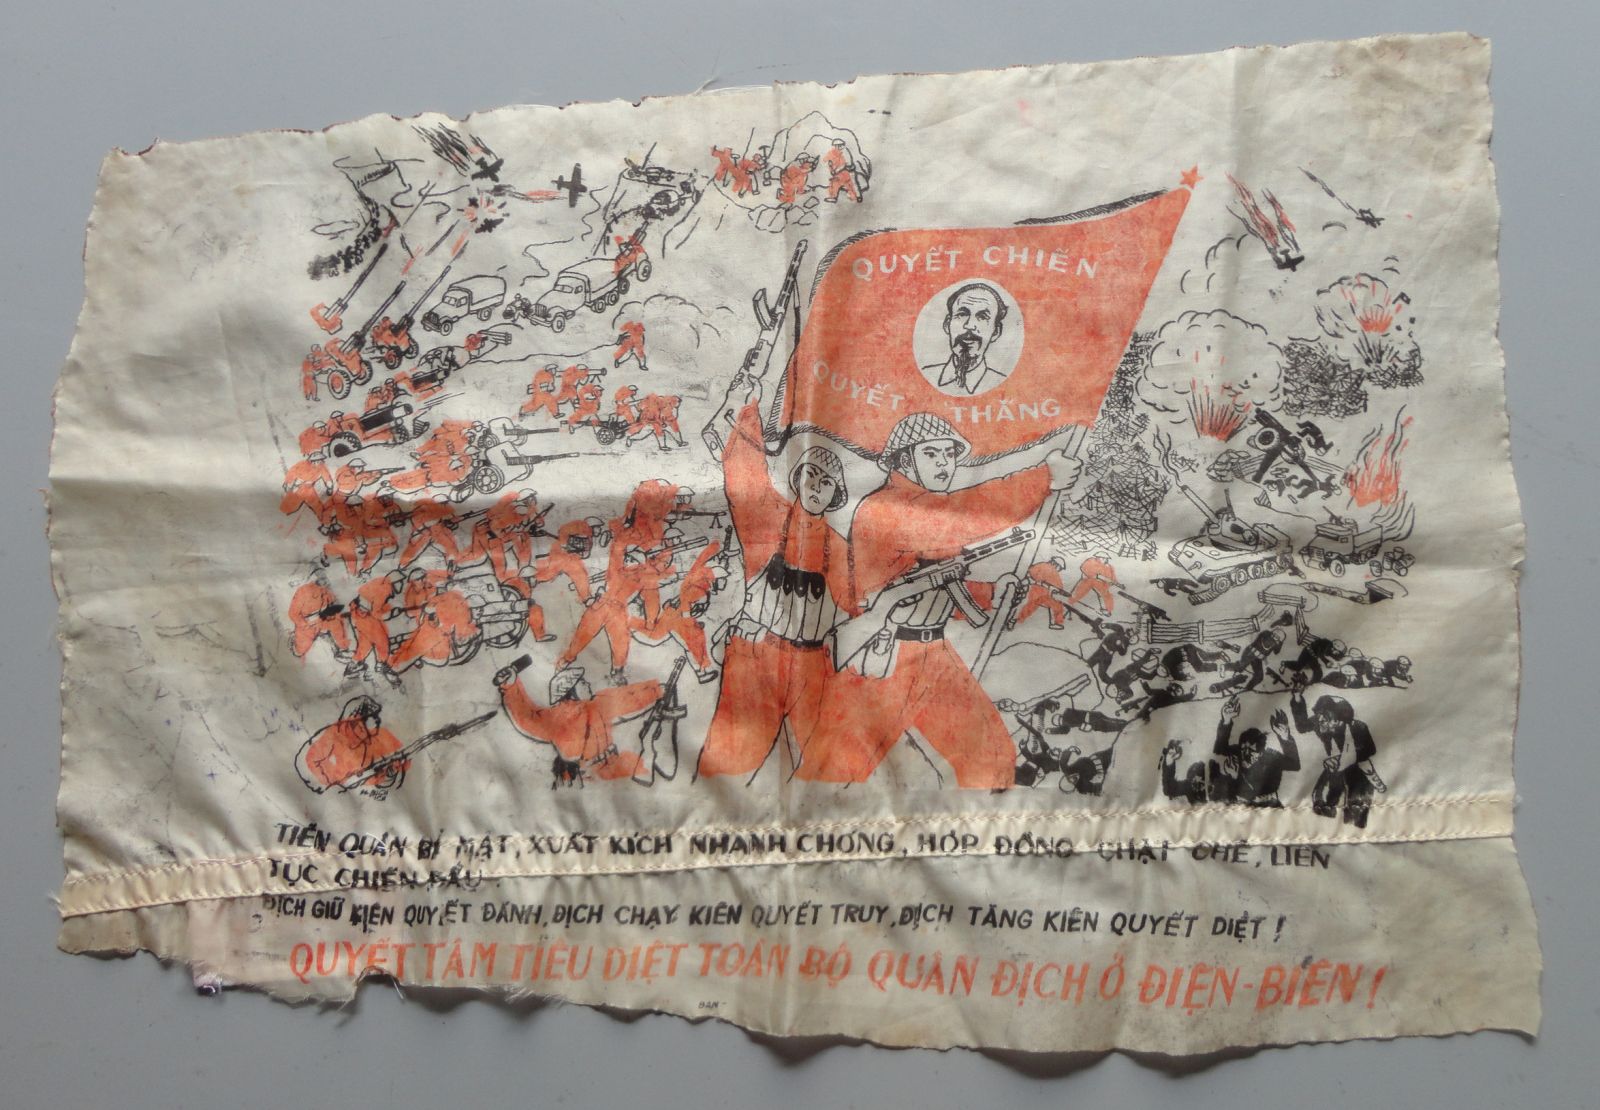 QUYẾT CHIẾN
QUYẾT THẮNG
TIẾN QUÂN BÍ MẬT, XUẤT KÍCH NHANH CHÓNG, HỢP ĐỒNG CHẶT CHẼ, LIÊN
TỤC CHIẾN ĐẤU.
ĐỊCH GIỮ KIÊN QUYẾT ĐÁNH, ĐỊCH CHẠY KIÊN QUYẾT TRUY, ĐỊCH TĂNG KIÊN QUYẾT DIỆT!
QUYẾT TÂM TIÊU DIỆT TOÀN BỘ QUÂN ĐỊCH Ở ĐIỆN-BIÊN!